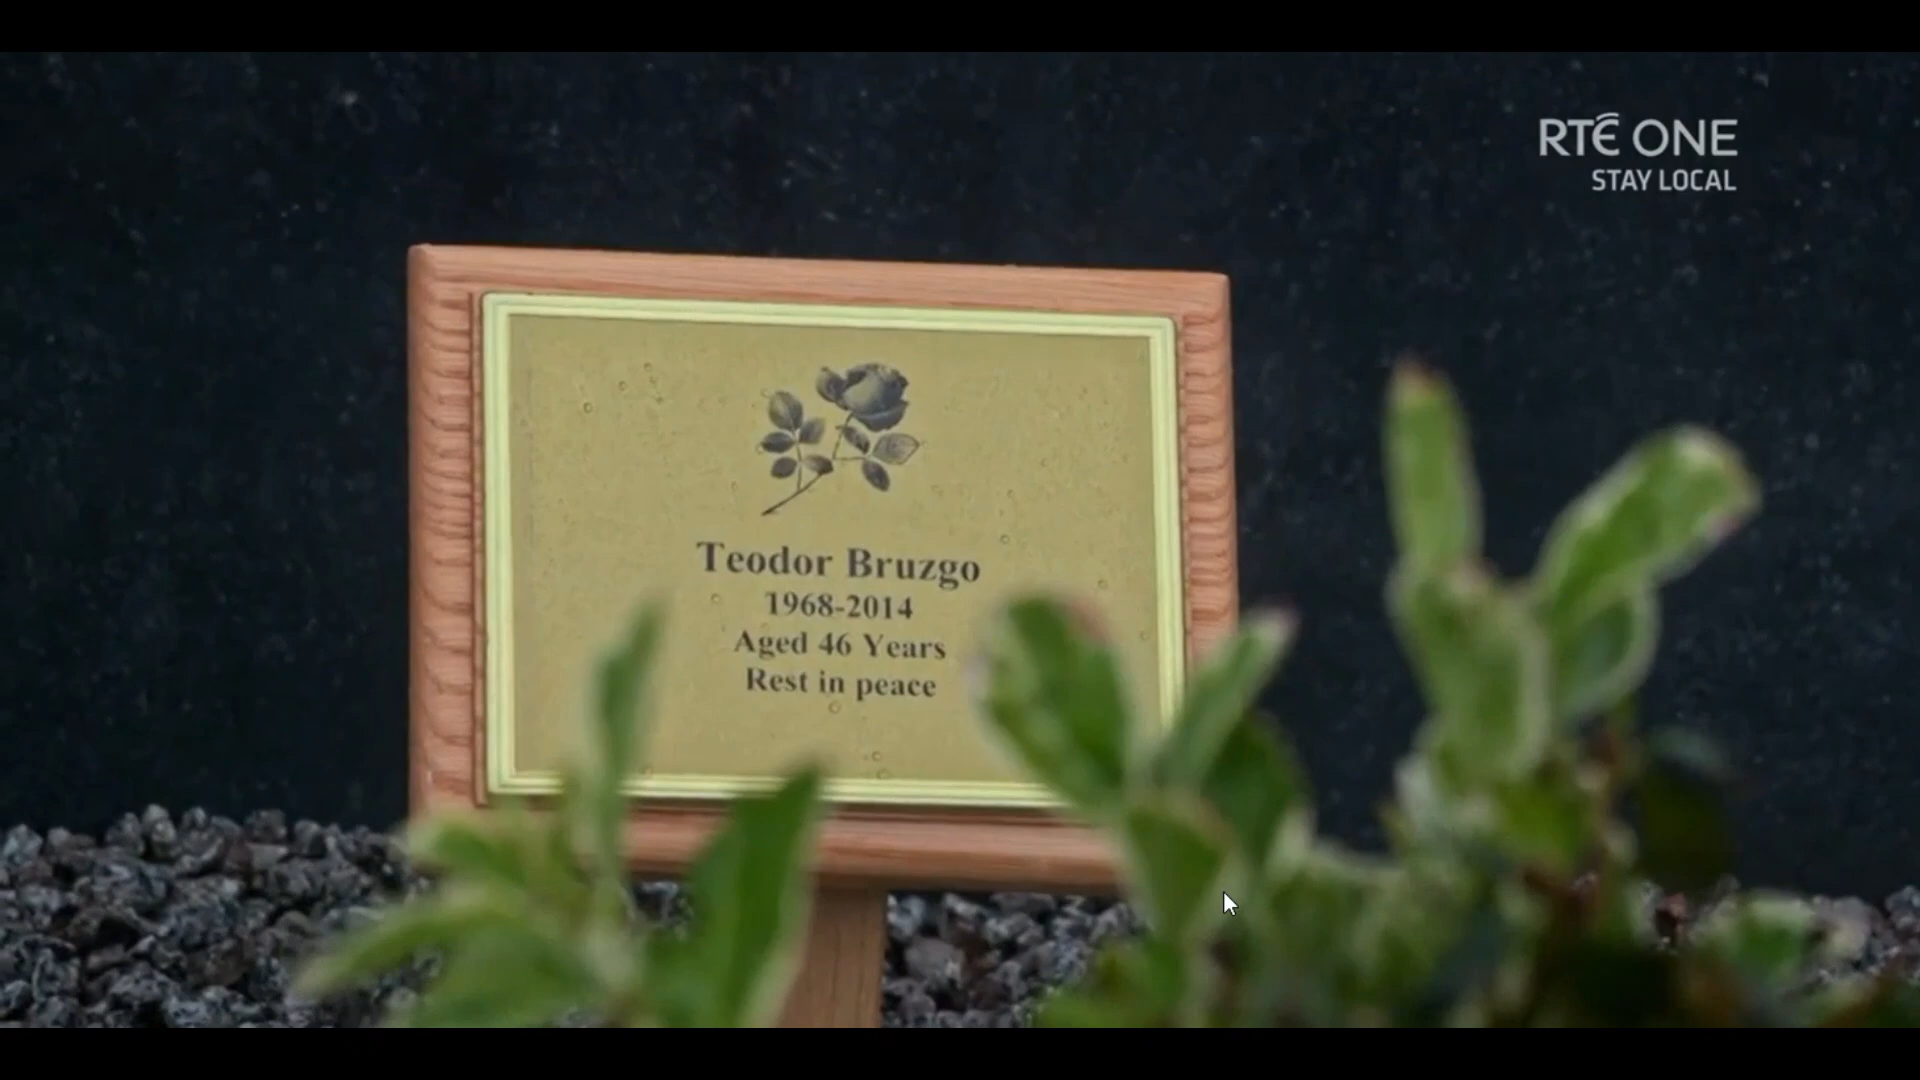 RTÉ ONE
STAY LOCAL
Teodor Bruzgo
1968-2014
Aged 46 Years
Rest in peace